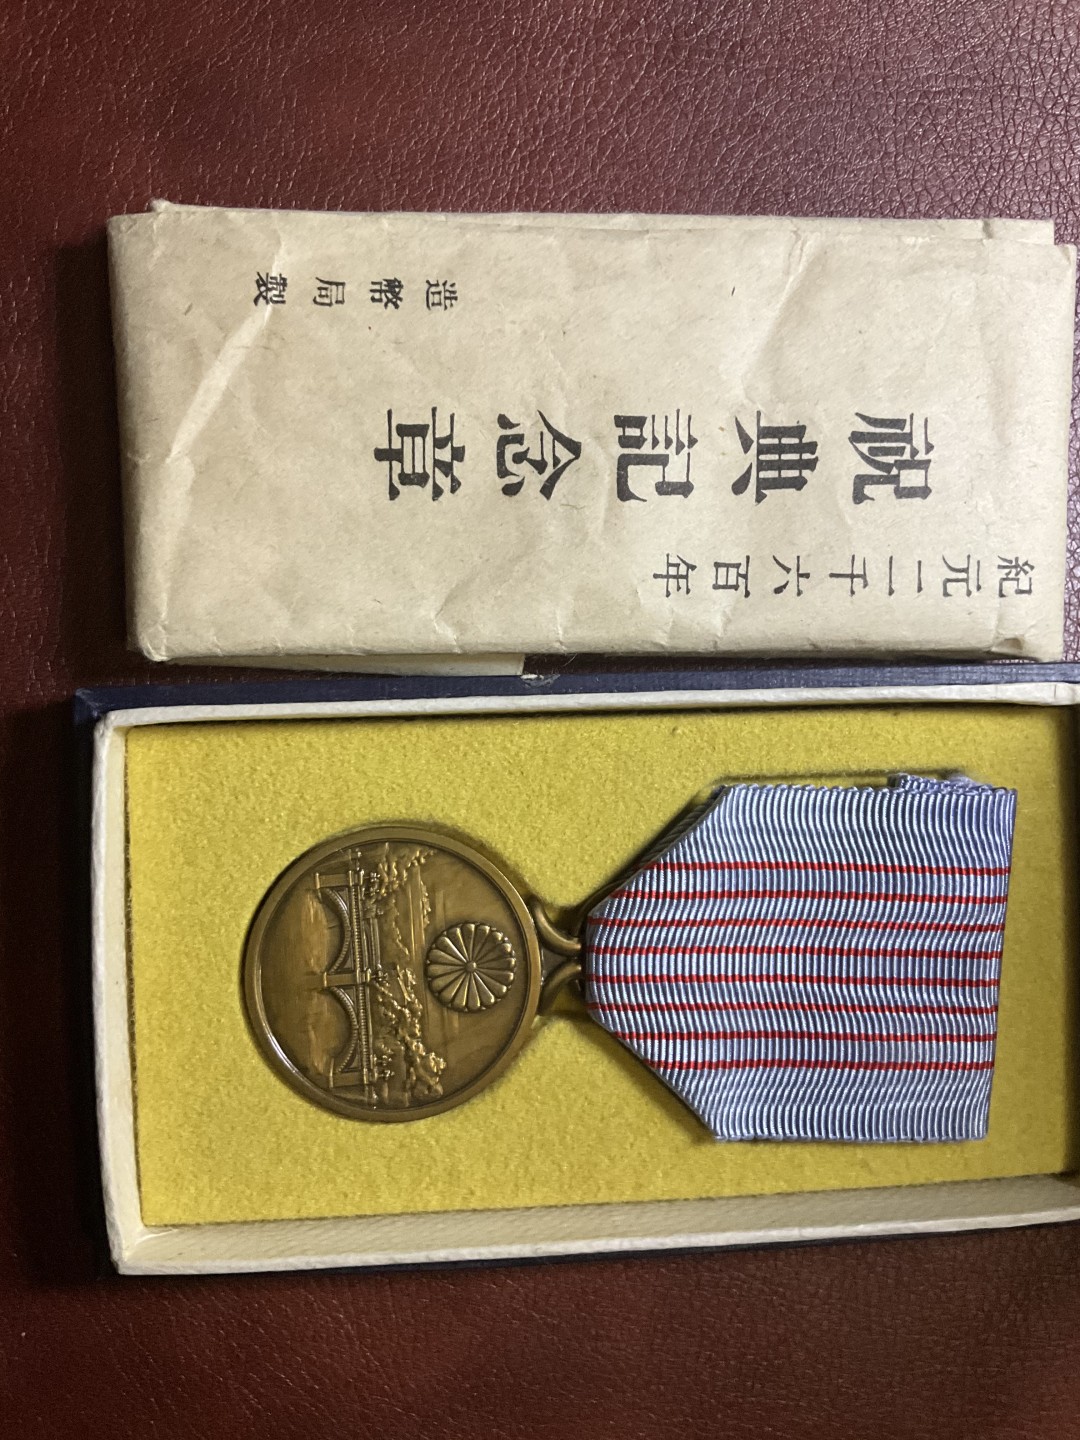 紀元二千六百年
祝典記念章
造幣局製